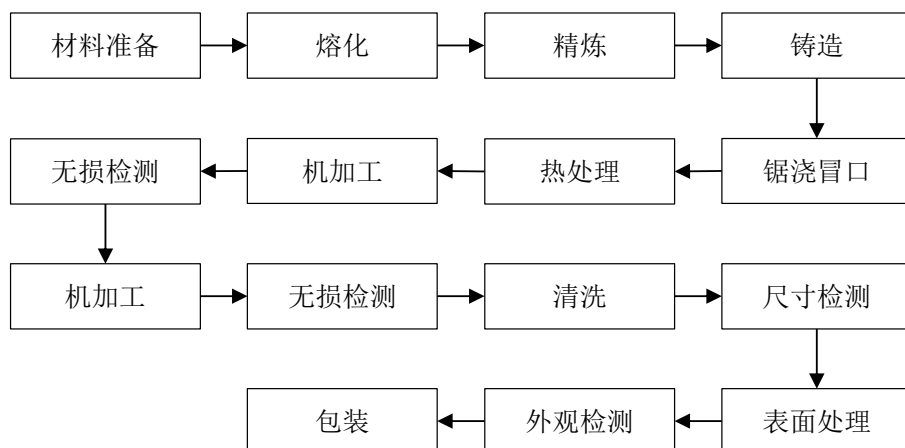 材料准备
熔化
精炼
铸造
锯浇冒口
热处理
机加工
无损检测
机加工
无损检测
清洗
尺寸检测
表面处理
外观检测
包装